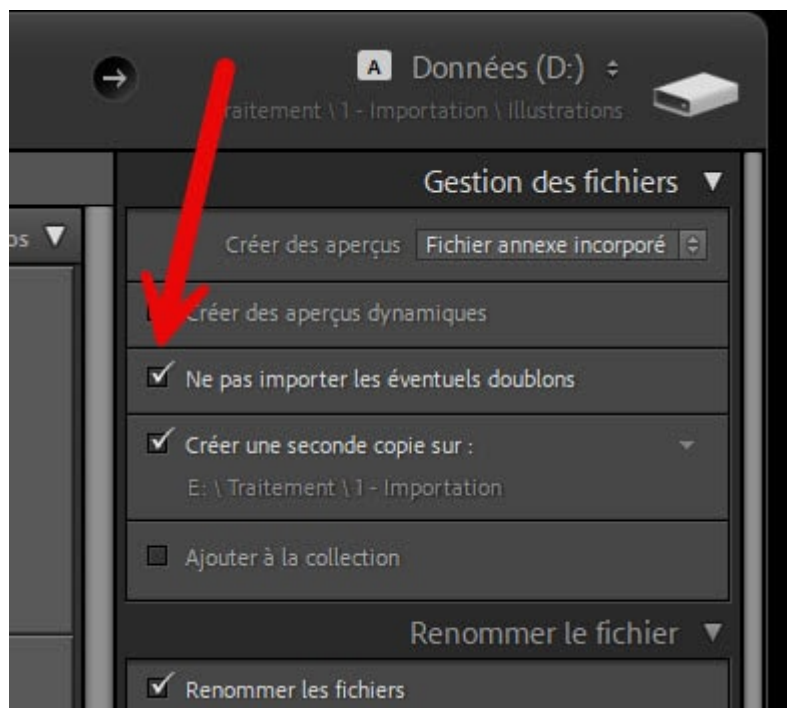 A Données (D:)
raitement \ 1 - Importation \ Illustrations
Gestion des fichiers
os
Créer des aperçus Fichier annexe incorporé
Créer des aperçus dynamiques
Ne pas importer les éventuels doublons
Créer une seconde copie sur :
E: \ Traitement \ 1 - Importation
Ajouter à la collection
Renommer le fichier
Renommer les fichiers